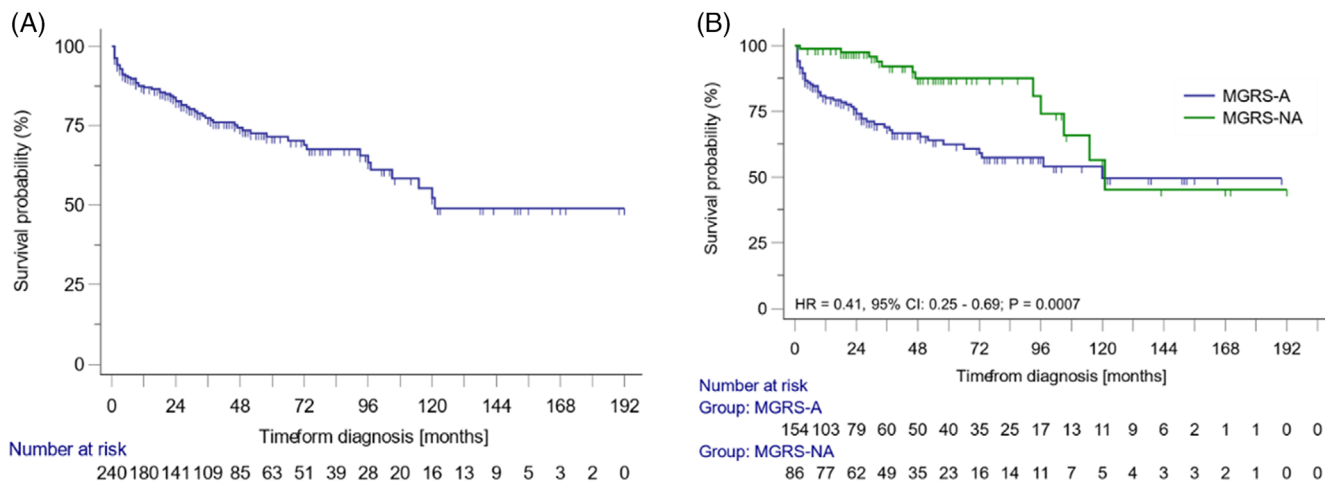 (A)
Survival probability (%)
100
75
50
25
0
0 24 48 72 96 120 144 168 192
Timeform diagnosis [months]
Number at risk
240 180 141 109 85 63 51 39 28 20 16 13 9 5 3 2 0
(B)
Survival probability (%)
100
75
50
25
0
MGRS-A
MGRS-NA
HR = 0.41, 95% CI: 0.25 - 0.69; P = 0.0007
0 24 48 72 96 120 144 168 192
Timefrom diagnosis [months]
Number at risk
Group: MGRS-A
154 103 79 60 50 40 35 25 17 13 11 9 6 2 1 1 0 0
Group: MGRS-NA
86 77 62 49 35 23 16 14 11 7 5 4 3 3 2 1 0 0